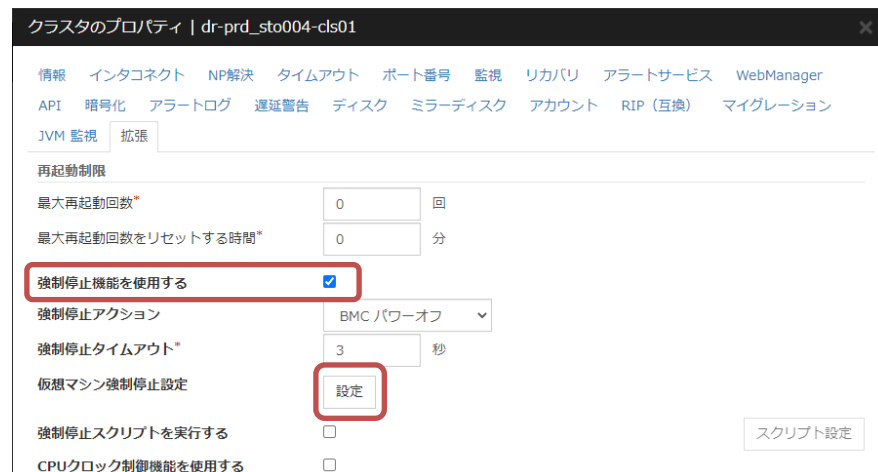 クラスタのプロパティ | dr-prd_sto004-cls01
情報 インタコネクト NP解決 タイムアウト ポート番号 監視 リカバリ アラートサービス WebManager
API 暗号化 アラートログ 遅延警告 ディスク ミラーディスク アカウント RIP（互換） マイグレーション
JVM 監視 拡張
再起動制限
最大再起動回数* 0 回
最大再起動回数をリセットする時間* 0 分
強制停止機能を使用する
強制停止アクション BMC パワーオフ
強制停止タイムアウト* 3 秒
仮想マシン強制停止設定 設定
強制停止スクリプトを実行する スクリプト設定
CPUクロック制御機能を使用する